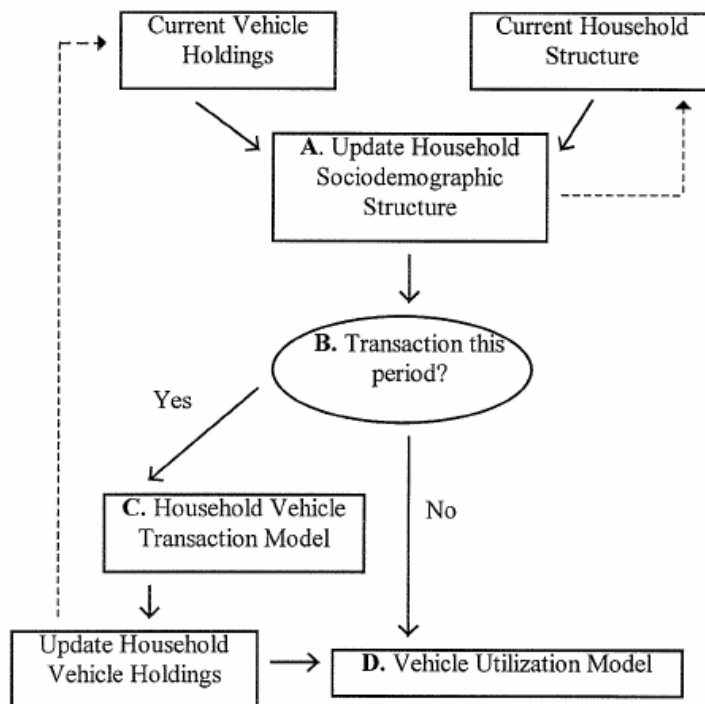 Current Vehicle
Holdings
Current Household
Structure
A. Update Household
Sociodemographic
Structure
B. Transaction this
period?
Yes
No
C. Household Vehicle
Transaction Model
Update Household
Vehicle Holdings
D. Vehicle Utilization Model